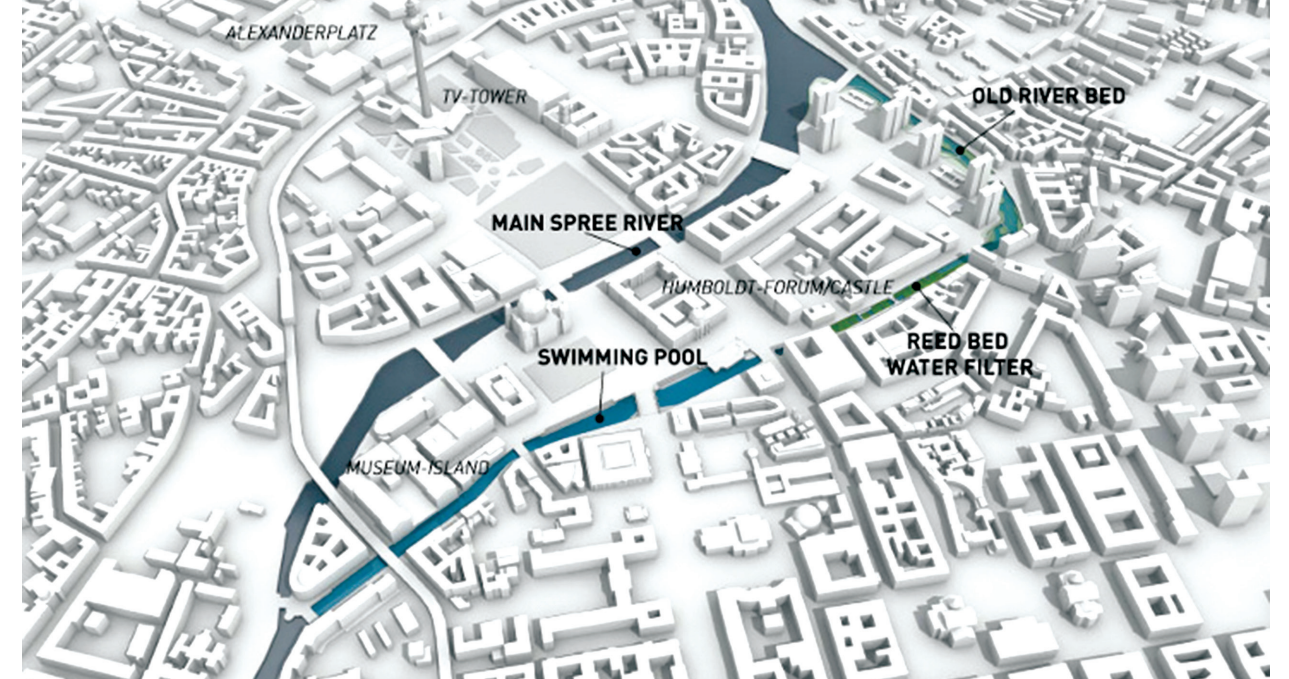 ALEXANDERPLATZ
TV-TOWER
OLD RIVER BED
MAIN SPREE RIVER
HUMBOLDT-FORUM/CASTLE
REED BED
WATER FILTER
SWIMMING POOL
MUSEUM-ISLAND